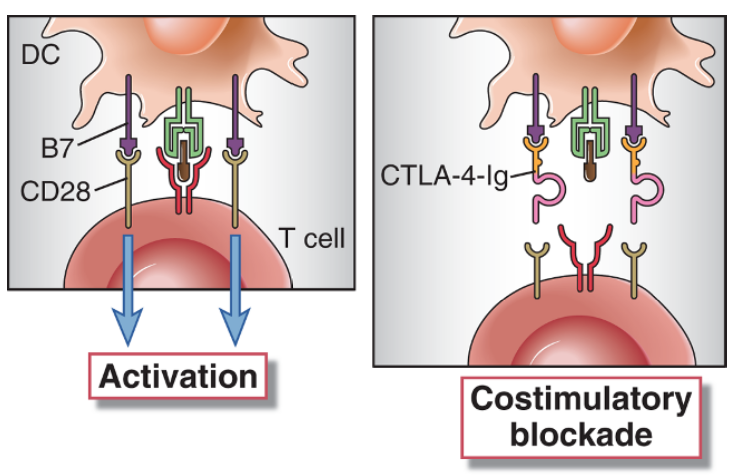 DC
B7
CD28
T cell
Activation
CTLA-4-Ig
Costimulatory
blockade